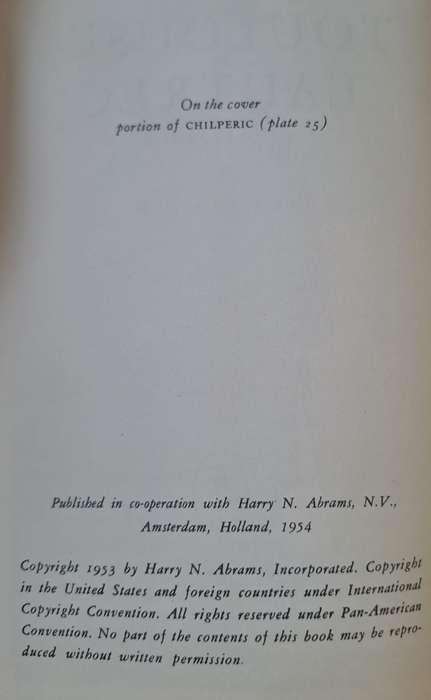 On the cover
portion of CHILPERIC (plate 25)
Published in co-operation with Harry N. Abrams, N.V.,
Amsterdam, Holland, 1954
Copyright 1953 by Harry N. Abrams, Incorporated. Copyright
in the United States and foreign countries under International
Copyright Convention. All rights reserved under Pan-American
Convention. No part of the contents of this book may be repro-
duced without written permission.